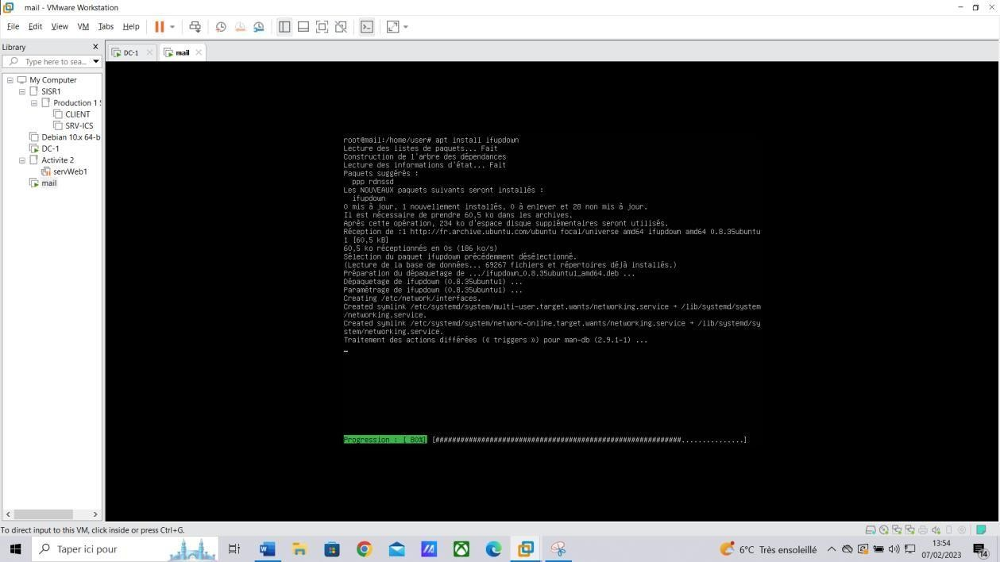 mail - VMware Workstation
File Edit View VM Tabs Help
Library
Type here to sea...
DC-1
mail
My Computer
SISR1
Production 1
CLIENT
SRV-ICS
Debian 10.x 64-b
DC-1
Activite 2
servWeb1
mail
root@mail:/home/user# apt install ifupdown
Lecture des listes de paquets... Fait
Construction de l'arbre des dépendances
Lecture des informations d'état... Fait
Paquets suggérés :
ppp rdnssd
Les NOUVEAUX paquets suivants seront installés :
ifupdown
0 mis à jour, 1 nouvellement installés, 0 à enlever et 28 non mis à jour.
Il est nécessaire de prendre 60,5 ko dans les archives.
Après cette opération, 234 ko d'espace disque supplémentaires seront utilisés.
Réception de :1 http://fr.archive.ubuntu.com/ubuntu focal/universe amd64 ifupdown amd64 0.8.35ubuntu
1 [60,5 kB]
60,5 ko réceptionnés en 0s (186 ko/s)
Sélection du paquet ifupdown précédemment désélectionné.
(Lecture de la base de données... 69267 fichiers et répertoires déjà installés.)
Préparation du dépaquetage de .../ifupdown_0.8.35ubuntu1_amd64.deb ...
Dépaquetage de ifupdown (0.8.35ubuntu1) ...
Paramétrage de ifupdown (0.8.35ubuntu1) ...
Creating /etc/network/interfaces.
Created symlink /etc/systemd/system/multi-user.target.wants/networking.service → /lib/systemd/system
/networking.service.
Created symlink /etc/systemd/system/network-online.target.wants/networking.service → /lib/systemd/sy
stem/networking.service.
Traitement des actions différées (« triggers ») pour man-db (2.9.1-1) ...
Progression : [ 80%] [###########################################################...............]
To direct input to this VM, click inside or press Ctrl+G.
Taper ici pour
6°C Très ensoleillé
13:54
07/02/2023
14